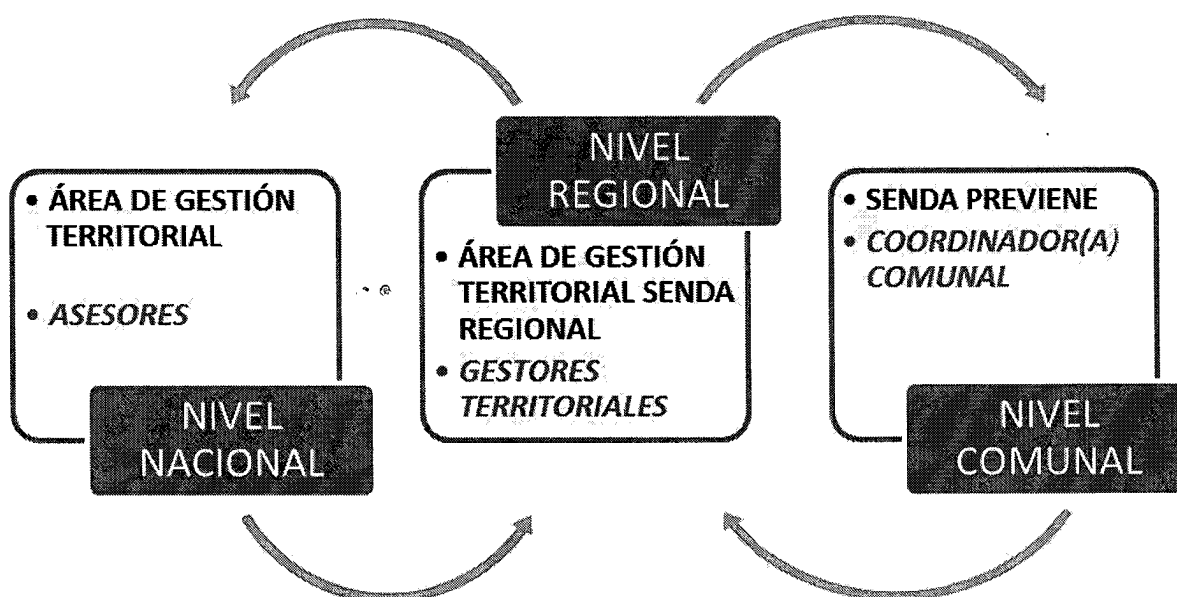 • ÁREA DE GESTIÓN
TERRITORIAL
• ASESORES
NIVEL
NACIONAL
NIVEL
REGIONAL
• ÁREA DE GESTIÓN
TERRITORIAL SENDA
REGIONAL
• GESTORES
TERRITORIALES
• SENDA PREVIENE
• COORDINADOR(A)
COMUNAL
NIVEL
COMUNAL